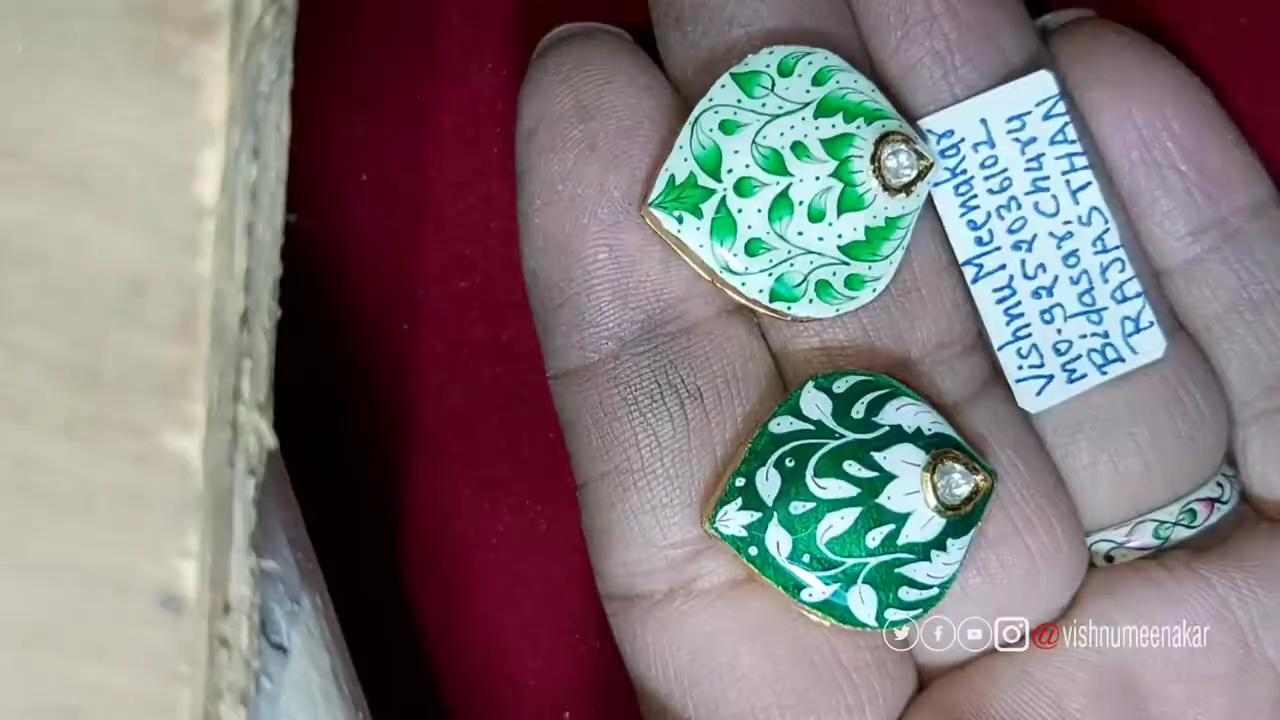 Vishnu Meenakar
mo. 9252036102
Bidasar, Churu
RAJASTHAN
@vishnumeenakar